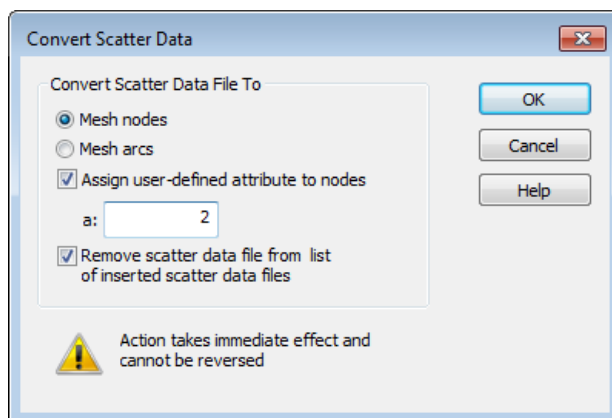 Convert Scatter Data
Convert Scatter Data File To
Mesh nodes
Mesh arcs
Assign user-defined attribute to nodes
a: 2
Remove scatter data file from list
of inserted scatter data files
OK
Cancel
Help
Action takes immediate effect and
cannot be reversed